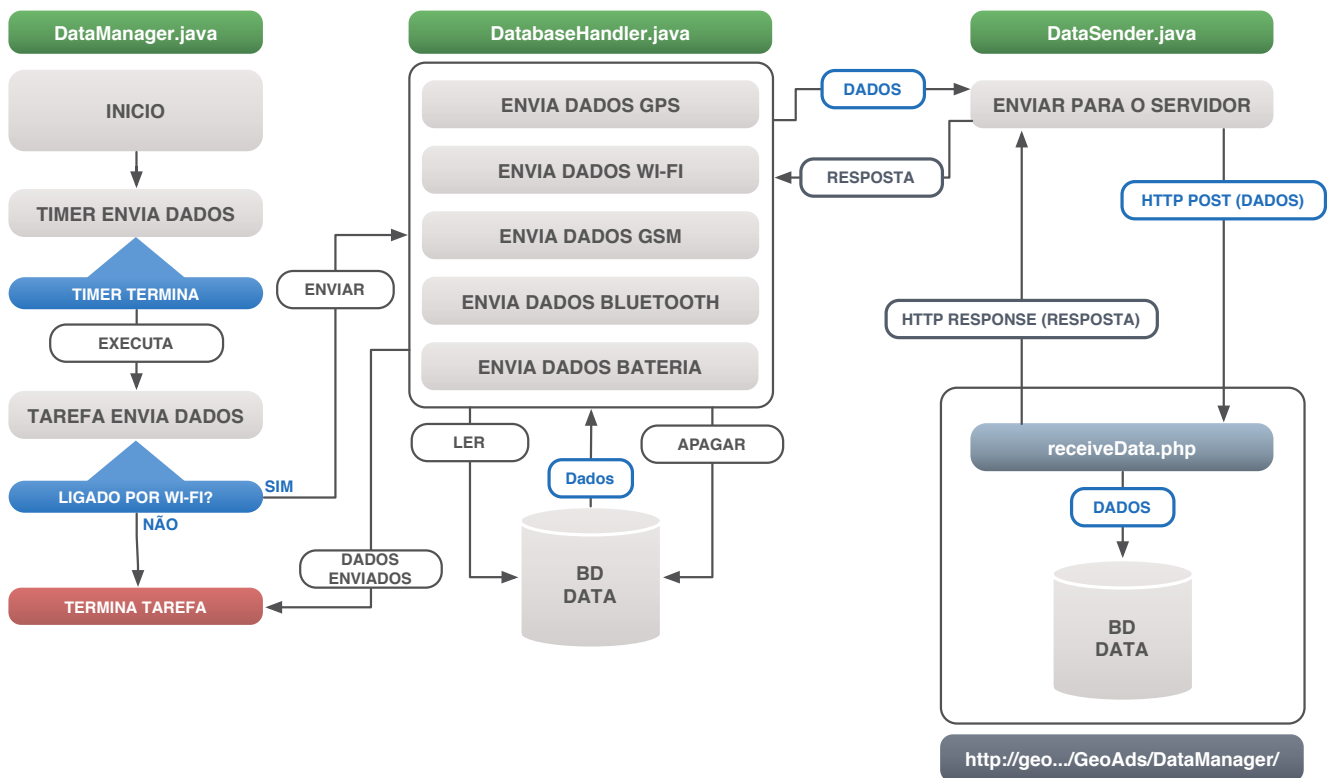 DataManager.java
INICIO
TIMER ENVIA DADOS
TIMER TERMINA
EXECUTA
TAREFA ENVIA DADOS
LIGADO POR WI-FI?
SIM
NÃO
TERMINA TAREFA
ENVIAR
DADOS
ENVIADOS
DatabaseHandler.java
ENVIA DADOS GPS
ENVIA DADOS WI-FI
ENVIA DADOS GSM
ENVIA DADOS BLUETOOTH
ENVIA DADOS BATERIA
LER
Dados
APAGAR
BD
DATA
DADOS
RESPOSTA
DataSender.java
ENVIAR PARA O SERVIDOR
HTTP POST (DADOS)
HTTP RESPONSE (RESPOSTA)
receiveData.php
DADOS
BD
DATA
http://geo.../GeoAds/DataManager/